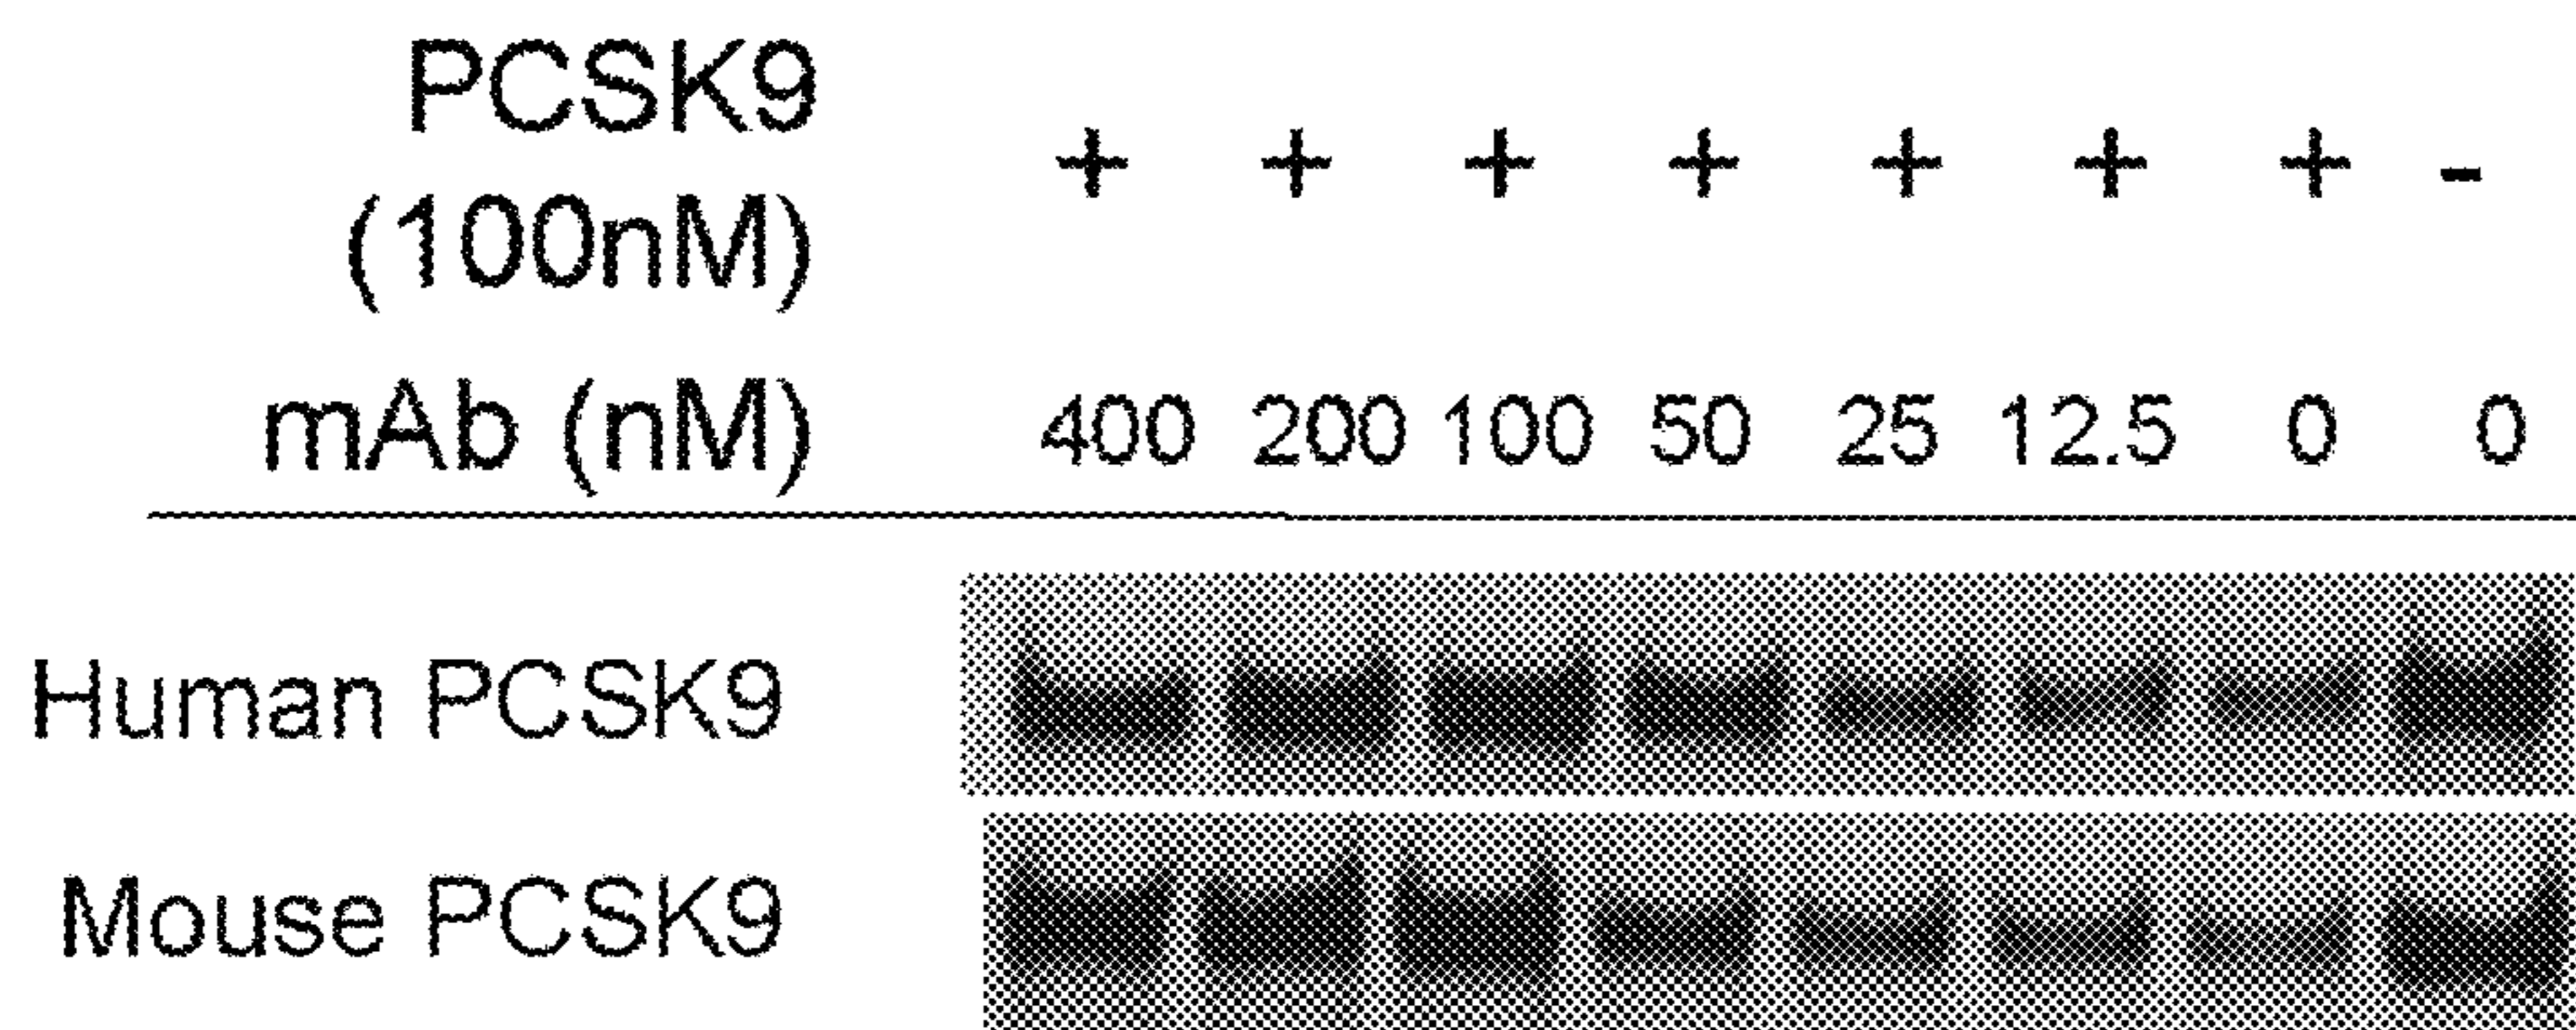 PCSK9
(100nM) + + + + + + + -
mAb (nM) 400 200 100 50 25 12.5 0 0
Human PCSK9
Mouse PCSK9